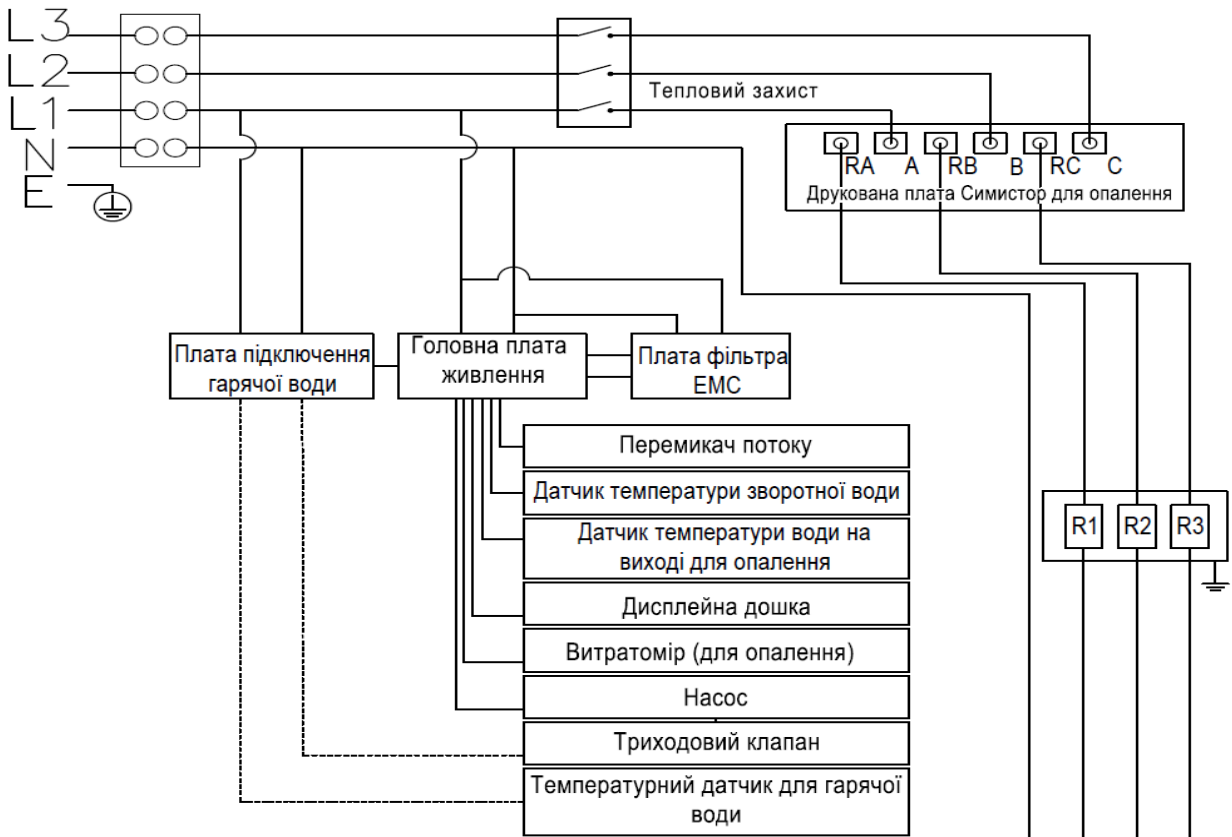 L3
L2
L1
N
E
Тепловий захист
RA A RB B RC C
Друкована плата Симистор для опалення
Плата підключення
гарячої води
Головна плата
живлення
Плата фільтра
EMC
Перемикач потоку
Датчик температури зворотної води
Датчик температури води на
виході для опалення
Дисплейна дошка
Витратомір (для опалення)
Насос
Триходовий клапан
Температурний датчик для гарячої
води
R1 R2 R3